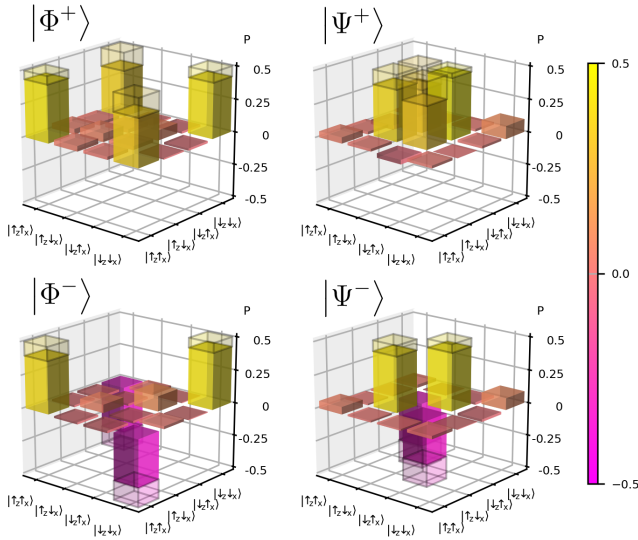 |Φ⁺⟩
P
0.5
0.25
0
-0.25
-0.5
|↑z↑x⟩
|↑z↓x⟩
|↓z↑x⟩
|↓z↓x⟩
|↑z↑x⟩
|↑z↓x⟩
|↓z↑x⟩
|↓z↓x⟩
|Ψ⁺⟩
P
0.5
0.25
0
-0.25
-0.5
|↑z↑x⟩
|↑z↓x⟩
|↓z↑x⟩
|↓z↓x⟩
|↑z↑x⟩
|↑z↓x⟩
|↓z↑x⟩
|↓z↓x⟩
|Φ⁻⟩
P
0.5
0.25
0
-0.25
-0.5
|↑z↑x⟩
|↑z↓x⟩
|↓z↑x⟩
|↓z↓x⟩
|↑z↑x⟩
|↑z↓x⟩
|↓z↑x⟩
|↓z↓x⟩
|Ψ⁻⟩
P
0.5
0.25
0
-0.25
-0.5
|↑z↑x⟩
|↑z↓x⟩
|↓z↑x⟩
|↓z↓x⟩
|↑z↑x⟩
|↑z↓x⟩
|↓z↑x⟩
|↓z↓x⟩
0.5
0.0
−0.5